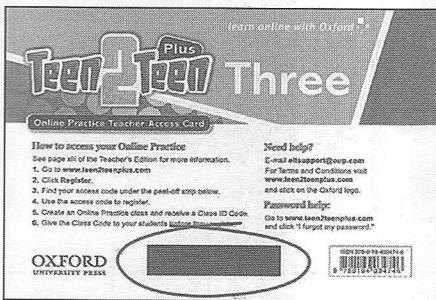 learn online with Oxford
Teen2Teen
Plus
Three
Online Practice Teacher Access Card
How to access your Online Practice
See page xiii of the Teacher's Edition for more information.
1. Go to www.teen2teenplus.com
2. Click Register.
3. Find your access code under the peel-off strip below.
4. Use the access code to register.
5. Create an Online Practice class and receive a Class ID Code.
6. Give the Class Code to your students
Need help?
E-mail eltsupport@oup.com
For Terms and Conditions visit
www.teen2teenplus.com
and click on the Oxford logo.
Password help:
Go to www.teen2teenplus.com
and click "I forgot my password."
OXFORD
UNIVERSITY PRESS